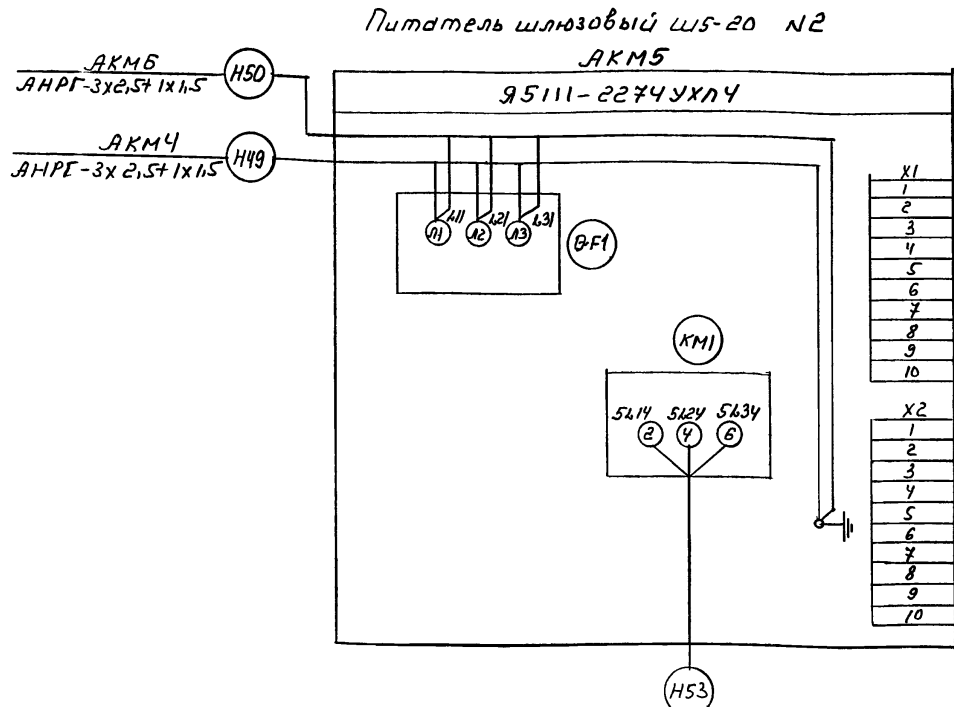 Питатель шлюзовый Ш5-20 N2
АКМ5
Я5111-2274УХЛ4
АКМ6
Н50
АНРГ-3х2,5+1х1,5
АКМ4
Н49
АНРГ-3х2,5+1х1,5
Л1 L11 Л2 L21 Л3 L31
QF1
КМ1
5L14 5L24 5L34
2 4 6
Н53
X1
1
2
3
4
5
6
7
8
9
10
X2
1
2
3
4
5
6
7
8
9
10